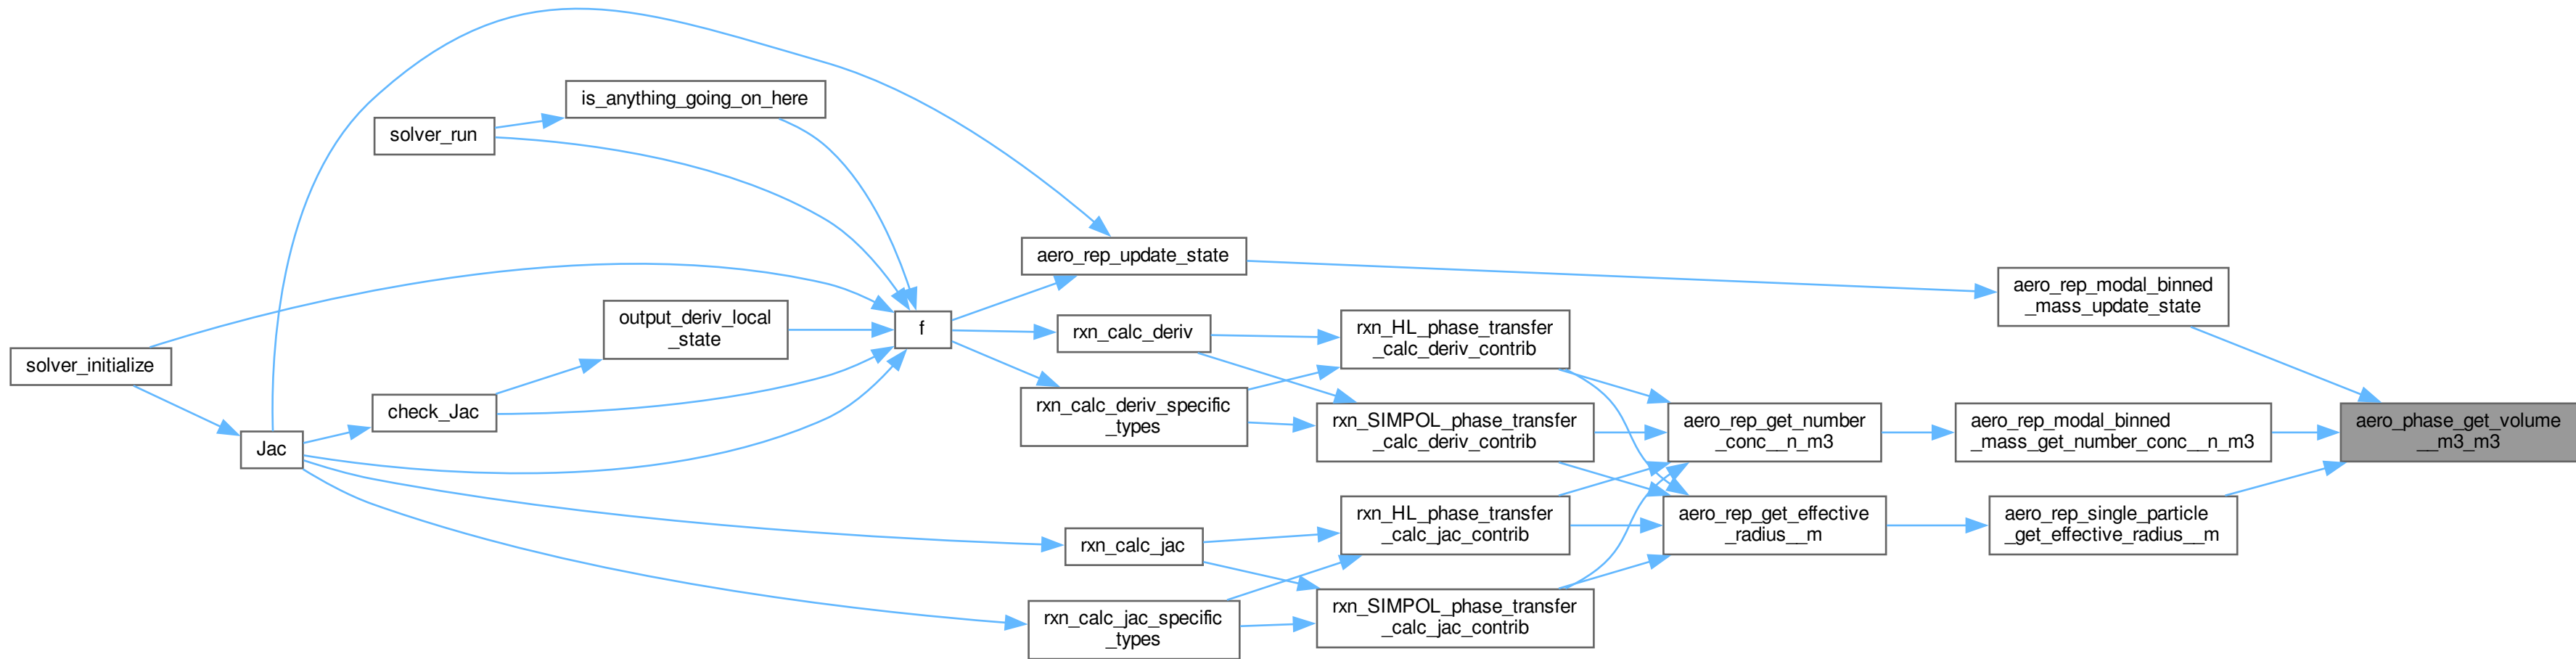 is_anything_going_on_here
solver_run
aero_rep_update_state
aero_rep_modal_binned
_mass_update_state
output_deriv_local
_state
f
rxn_calc_deriv
rxn_HL_phase_transfer
_calc_deriv_contrib
solver_initialize
check_Jac
rxn_calc_deriv_specific
_types
rxn_SIMPOL_phase_transfer
_calc_deriv_contrib
aero_rep_get_number
_conc__n_m3
aero_rep_modal_binned
_mass_get_number_conc__n_m3
aero_phase_get_volume
__m3_m3
Jac
rxn_HL_phase_transfer
_calc_jac_contrib
aero_rep_get_effective
_radius__m
aero_rep_single_particle
_get_effective_radius__m
rxn_calc_jac
rxn_calc_jac_specific
_types
rxn_SIMPOL_phase_transfer
_calc_jac_contrib